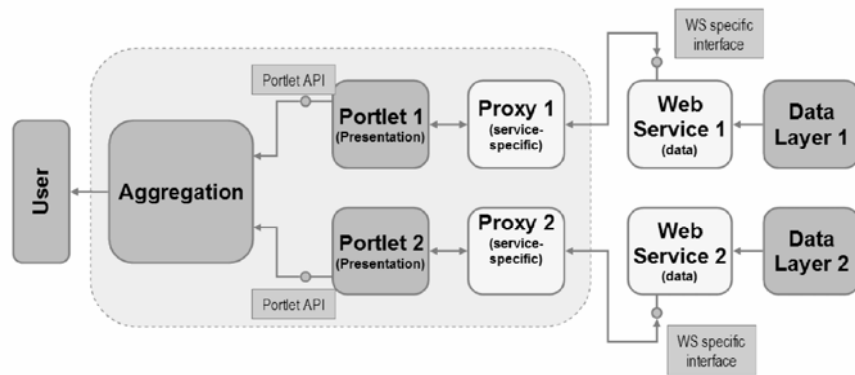 WS specific
interface
Portlet API
Portlet 1
(Presentation)
Proxy 1
(service-
specific)
Web
Service 1
(data)
Data
Layer 1
User
Aggregation
Portlet 2
(Presentation)
Proxy 2
(service-
specific)
Web
Service 2
(data)
Data
Layer 2
Portlet API
WS specific
interface